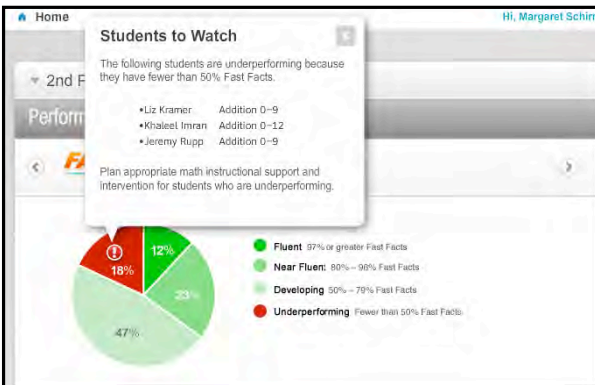 Home
Hi, Margaret Schirm
Students to Watch
The following students are underperforming because
they have fewer than 50% Fast Facts.
2nd P
•Liz Kramer Addition 0-9
•Khaleel Imran Addition 0-12
•Jeremy Rupp Addition 0-9
Perform
FA
Plan appropriate math instructional support and
intervention for students who are underperforming.
12%
18%
23%
47%
Fluent 97% or greater Fast Facts
Near Fluen: 80% – 96% Fast Facts
Developing 50% – 79% Fast Facts
Underperforming Fewer than 50% Fast Facts